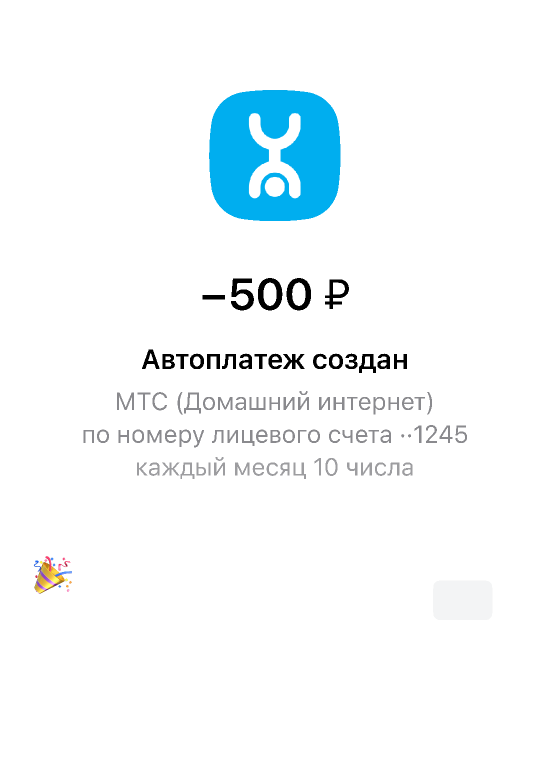 −500 ₽
Автоплатеж создан
МТС (Домашний интернет)
по номеру лицевого счета ··1245
каждый месяц 10 числа